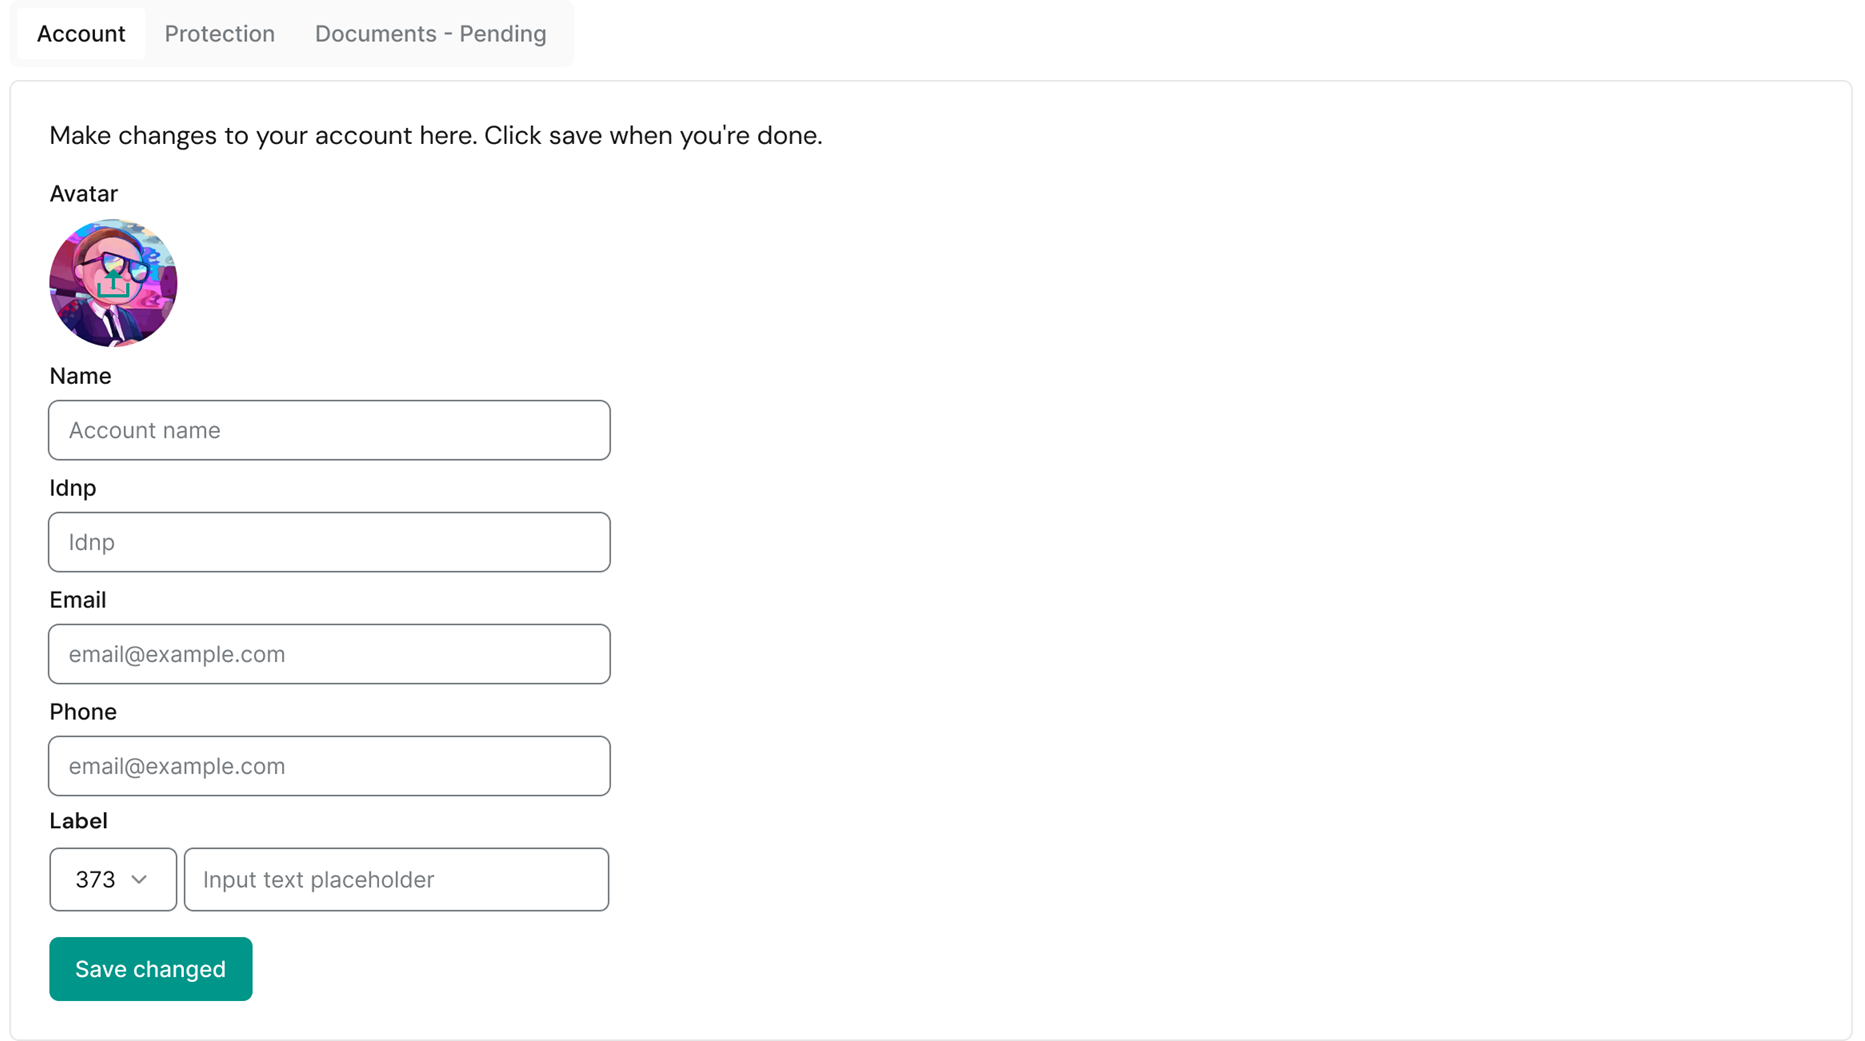 Account Protection Documents - Pending
Make changes to your account here. Click save when you're done.
Avatar
Name
Account name
Idnp
Idnp
Email
email@example.com
Phone
email@example.com
Label
373 Input text placeholder
Save changed